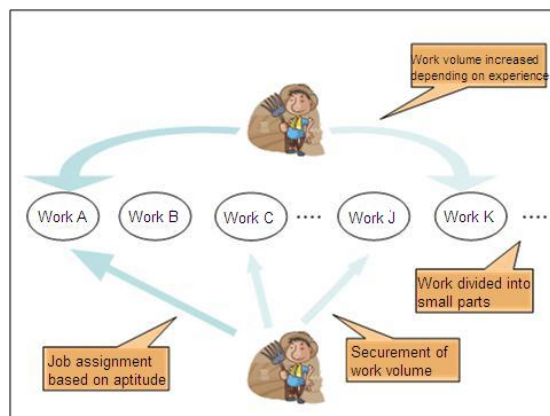 Work volume increased
depending on experience
Work A
Work B
Work C
....
Work J
Work K
....
Work divided into
small parts
Job assignment
based on aptitude
Securement of
work volume